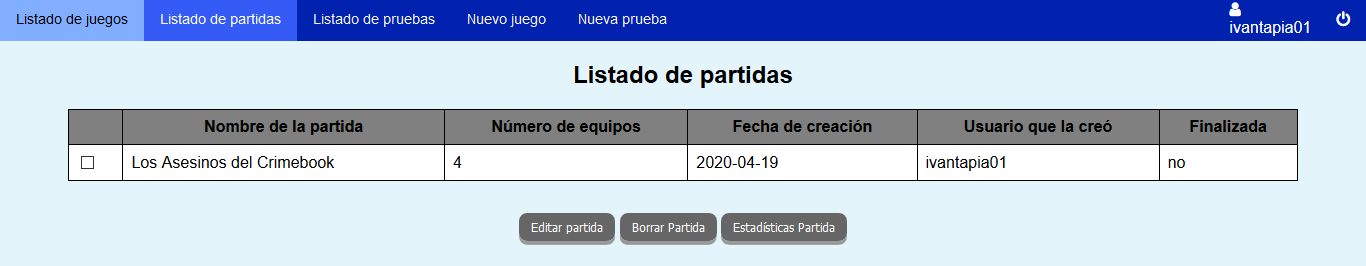 Listado de juegos Listado de partidas Listado de pruebas Nuevo juego Nueva prueba ivantapia01
Listado de partidas
Nombre de la partida Número de equipos Fecha de creación Usuario que la creó Finalizada
Los Asesinos del Crimebook 4 2020-04-19 ivantapia01 no
Editar partida Borrar Partida Estadísticas Partida